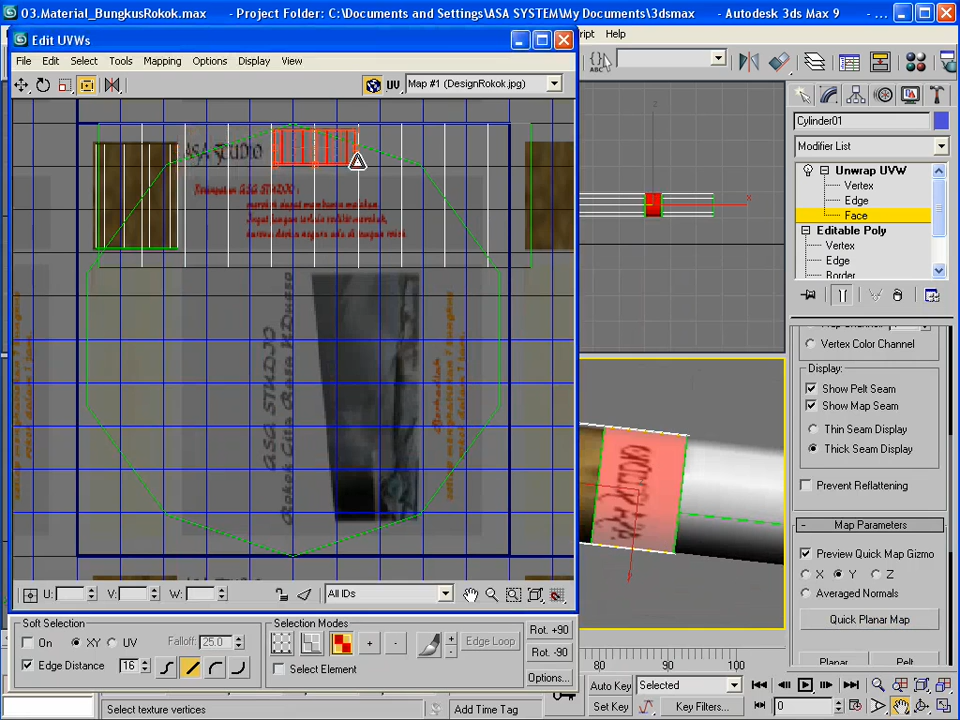 03.Material_BungkusRokok.max - Project Folder: C:\Documents and Settings\ASA SYSTEM\My Documents\3dsmax - Autodesk 3ds Max 9 - ...
Edit UVWs
ript Help
File Edit Select Tools Mapping Options Display View
UV Map #1 (DesignRokok.jpg)
ABC
Cylinder01
Modifier List
Unwrap UVW
Vertex
Edge
Face
Editable Poly
Vertex
Edge
Border
ASA STUDIO
z
x
Vertex Color Channel
Display:
Show Pelt Seam
Show Map Seam
Thin Seam Display
Thick Seam Display
Prevent Reflattening
Map Parameters
Preview Quick Map Gizmo
X Y Z
Averaged Normals
Quick Planar Map
Planar Pelt
ASA STUDIO
U: V: W: All IDs
Soft Selection
On XY UV Falloff: 25.0
Edge Distance 16
Selection Modes
+ - + - Edge Loop
Select Element
Rot. +90
Rot. -90
Options...
80 90 100
Auto Key Selected
Set Key Key Filters... 0
Select texture vertices
Add Time Tag